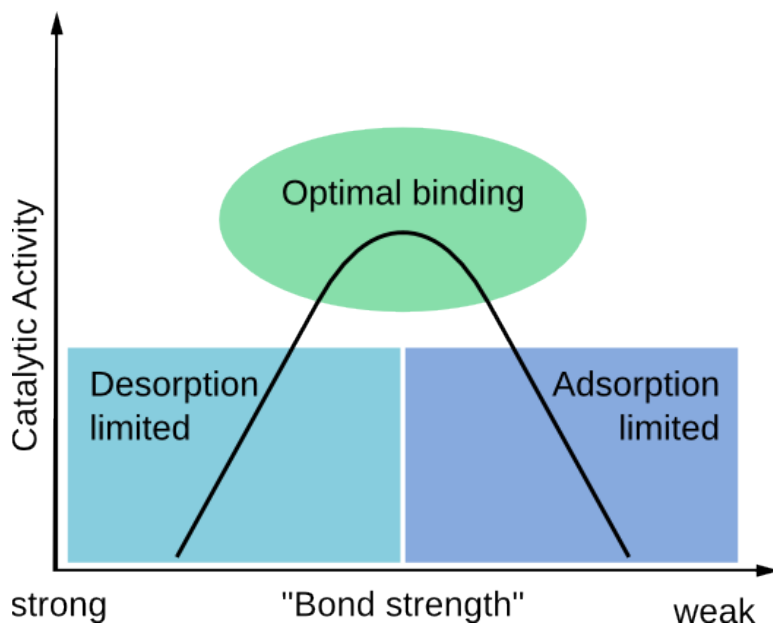 Optimal binding
Desorption
limited
Adsorption
limited
Catalytic Activity
strong
"Bond strength"
weak